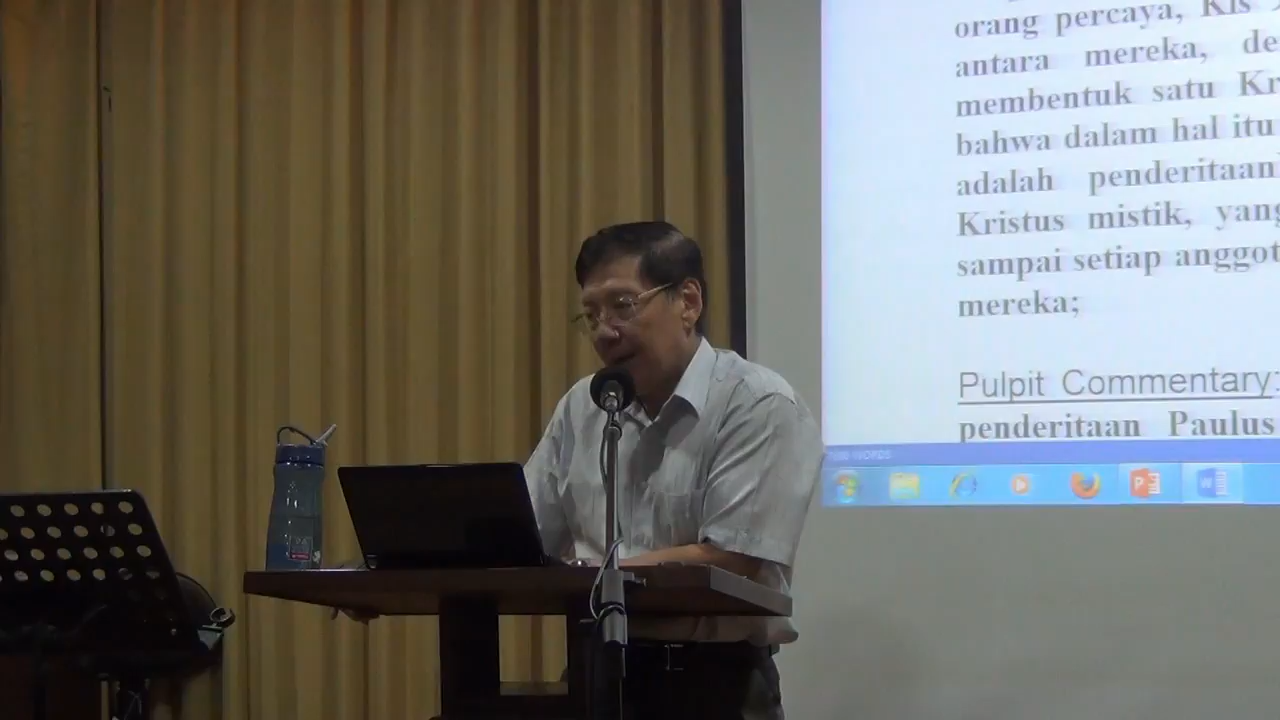 orang percaya, Kis
antara mereka, de
membentuk satu Kr
bahwa dalam hal itu
adalah penderitaan
Kristus mistik, yang
sampai setiap anggot
mereka;
Pulpit Commentary:
penderitaan Paulus
WORDS